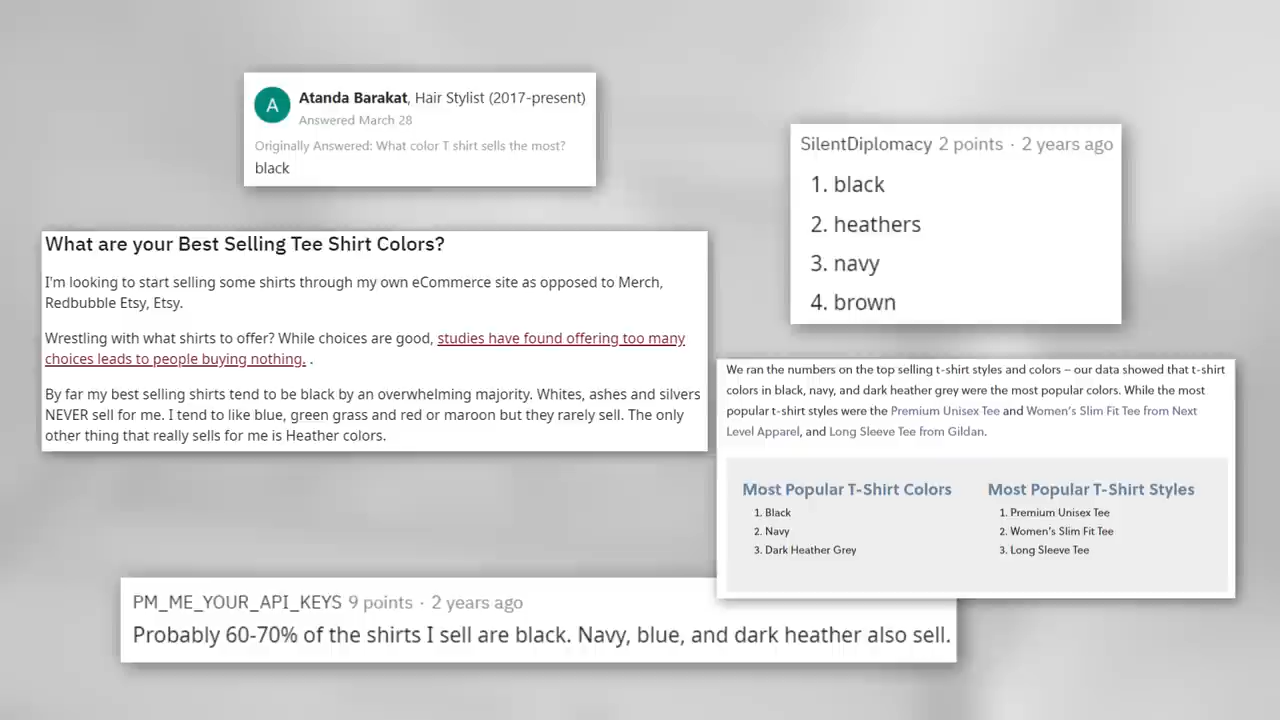 A
Atanda Barakat, Hair Stylist (2017-present)
Answered March 28
Originally Answered: What color T shirt sells the most?
black
SilentDiplomacy 2 points · 2 years ago
1. black
2. heathers
3. navy
4. brown
What are your Best Selling Tee Shirt Colors?
I'm looking to start selling some shirts through my own eCommerce site as opposed to Merch,
Redbubble Etsy, Etsy.
Wrestling with what shirts to offer? While choices are good, studies have found offering too many
choices leads to people buying nothing. .
By far my best selling shirts tend to be black by an overwhelming majority. Whites, ashes and silvers
NEVER sell for me. I tend to like blue, green grass and red or maroon but they rarely sell. The only
other thing that really sells for me is Heather colors.
We ran the numbers on the top selling t-shirt styles and colors – our data showed that t-shirt
colors in black, navy, and dark heather grey were the most popular colors. While the most
popular t-shirt styles were the Premium Unisex Tee and Women's Slim Fit Tee from Next
Level Apparel, and Long Sleeve Tee from Gildan.
Most Popular T-Shirt Colors
1. Black
2. Navy
3. Dark Heather Grey
Most Popular T-Shirt Styles
1. Premium Unisex Tee
2. Women's Slim Fit Tee
3. Long Sleeve Tee
PM_ME_YOUR_API_KEYS 9 points · 2 years ago
Probably 60-70% of the shirts I sell are black. Navy, blue, and dark heather also sell.